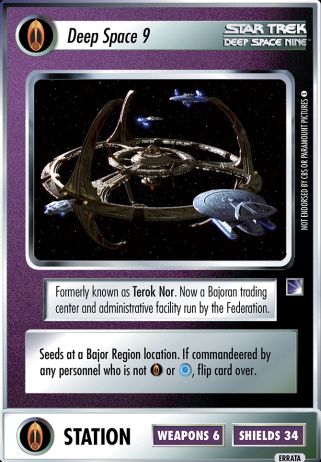 Deep Space 9
STAR TREK
DEEP SPACE NINE™
NOT ENDORSED BY CBS OR PARAMOUNT PICTURES
Formerly known as Terok Nor. Now a Bajoran trading
center and administrative facility run by the Federation.
Seeds at a Bajor Region location. If commandeered by
any personnel who is not or , flip card over.
STATION
WEAPONS 6
SHIELDS 34
ERRATA